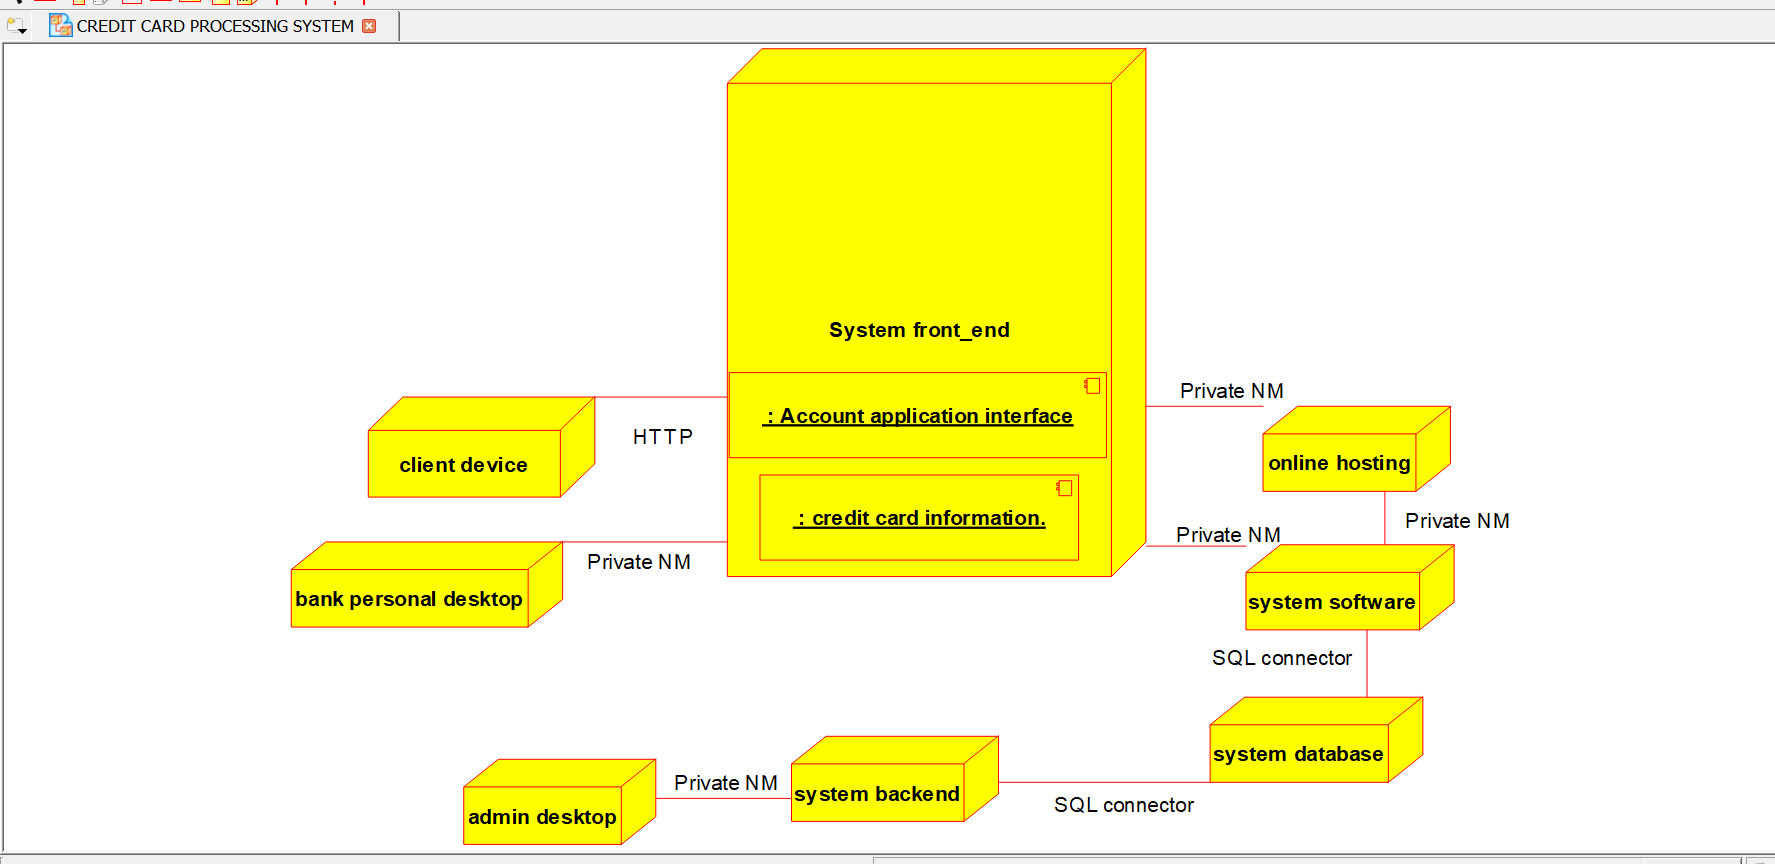 CREDIT CARD PROCESSING SYSTEM
System front_end
Private NM
: Account application interface
HTTP
client device
online hosting
: credit card information.
Private NM
Private NM
Private NM
bank personal desktop
system software
SQL connector
system database
Private NM
system backend
SQL connector
admin desktop